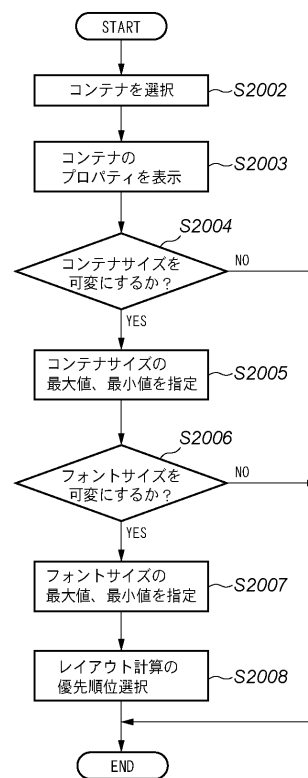 START
コンテナを選択
S2002
コンテナの
プロパティを表示
S2003
S2004
コンテナサイズを
可変にするか?
NO
YES
コンテナサイズの
最大値、最小値を指定
S2005
S2006
フォントサイズを
可変にするか?
NO
YES
フォントサイズの
最大値、最小値を指定
S2007
レイアウト計算の
優先順位選択
S2008
END